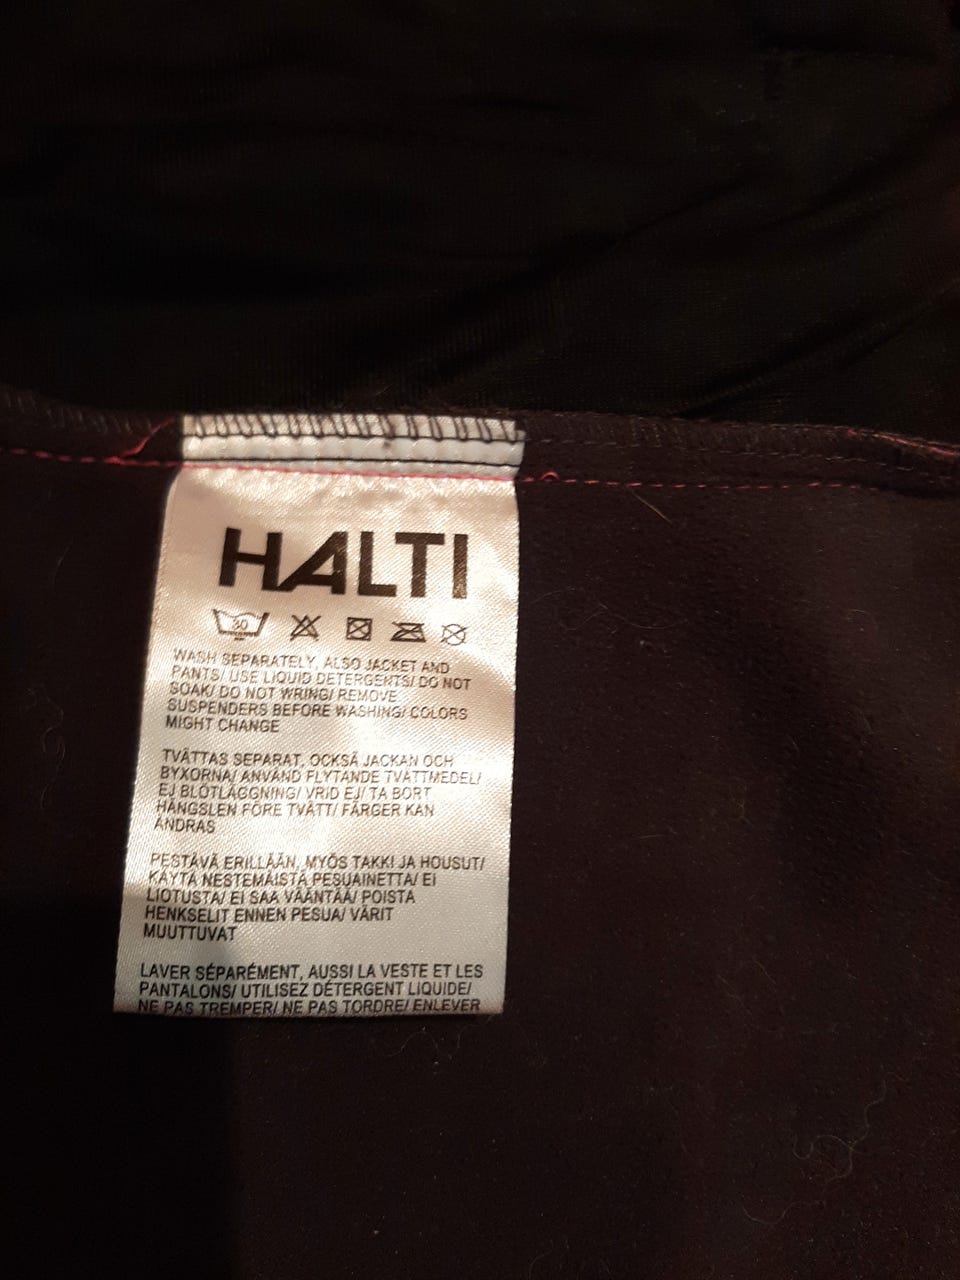 HALTI
30
WASH SEPARATELY, ALSO JACKET AND
PANTS/ USE LIQUID DETERGENTS/ DO NOT
SOAK/ DO NOT WRING/ REMOVE
SUSPENDERS BEFORE WASHING/ COLORS
MIGHT CHANGE
TVÄTTAS SEPARAT, OCKSÅ JACKAN OCH
BYXORNA/ ANVÄND FLYTANDE TVÄTTMEDEL/
EJ BLÖTLÄGGNING/ VRID EJ/ TA BORT
HÄNGSLEN FÖRE TVÄTT/ FÄRGER KAN
ÄNDRAS
PESTÄVÄ ERILLÄÄN, MYÖS TAKKI JA HOUSUT/
KÄYTÄ NESTEMÄISTÄ PESUAINETTA/ EI
LIOTUSTA/ EI SAA VÄÄNTÄÄ/ POISTA
HENKSELIT ENNEN PESUA/ VÄRIT
MUUTTUVAT
LAVER SÉPARÉMENT, AUSSI LA VESTE ET LES
PANTALONS/ UTILISEZ DÉTERGENT LIQUIDE/
NE PAS TREMPER/ NE PAS TORDRE/ ENLEVER